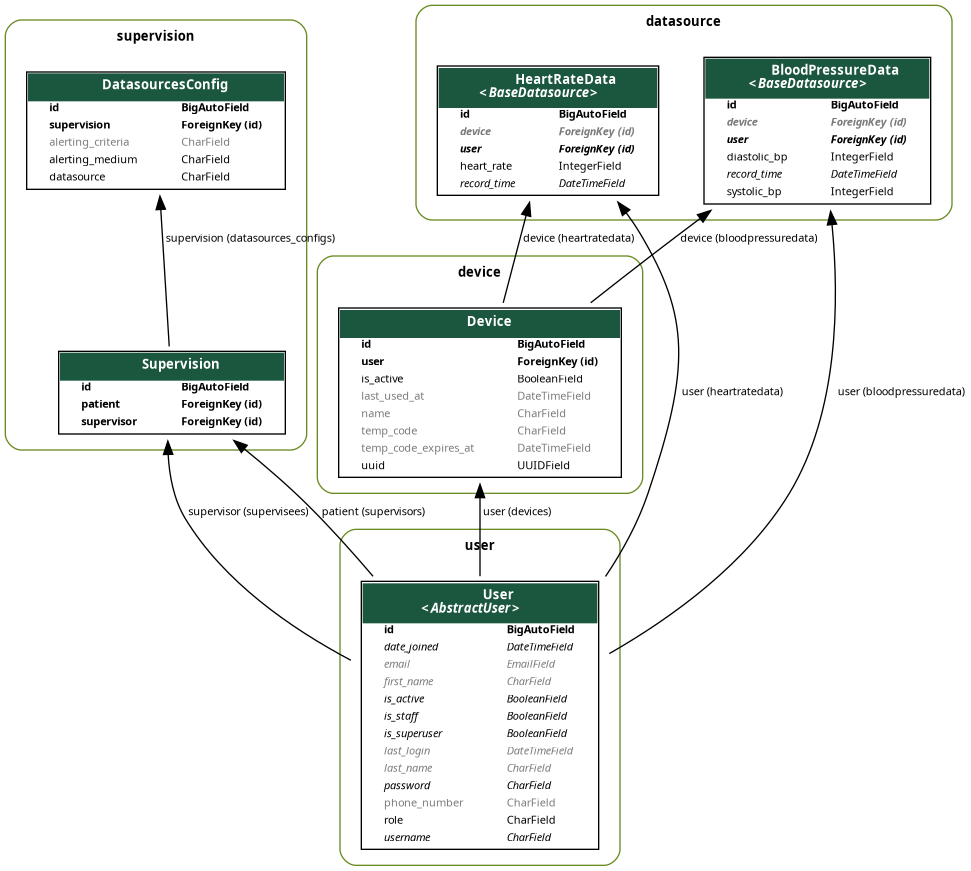 supervision
DatasourcesConfig
id BigAutoField
supervision ForeignKey (id)
alerting_criteria CharField
alerting_medium CharField
datasource CharField
supervision (datasources_configs)
Supervision
id BigAutoField
patient ForeignKey (id)
supervisor ForeignKey (id)
datasource
HeartRateData
<BaseDatasource>
id BigAutoField
device ForeignKey (id)
user ForeignKey (id)
heart_rate IntegerField
record_time DateTimeField
BloodPressureData
<BaseDatasource>
id BigAutoField
device ForeignKey (id)
user ForeignKey (id)
diastolic_bp IntegerField
record_time DateTimeField
systolic_bp IntegerField
device (heartratedata)
device (bloodpressuredata)
device
Device
id BigAutoField
user ForeignKey (id)
is_active BooleanField
last_used_at DateTimeField
name CharField
temp_code CharField
temp_code_expires_at DateTimeField
uuid UUIDField
user (heartratedata)
user (bloodpressuredata)
supervisor (supervisees)
patient (supervisors)
user (devices)
user
User
<AbstractUser>
id BigAutoField
date_joined DateTimeField
email EmailField
first_name CharField
is_active BooleanField
is_staff BooleanField
is_superuser BooleanField
last_login DateTimeField
last_name CharField
password CharField
phone_number CharField
role CharField
username CharField